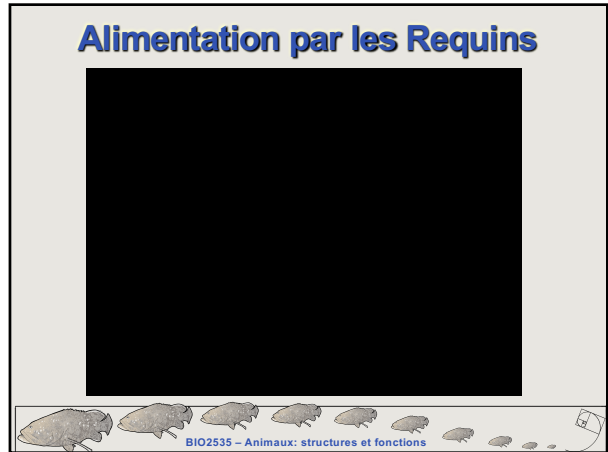 Alimentation par les Requins
BIO2535 – Animaux: structures et fonctions